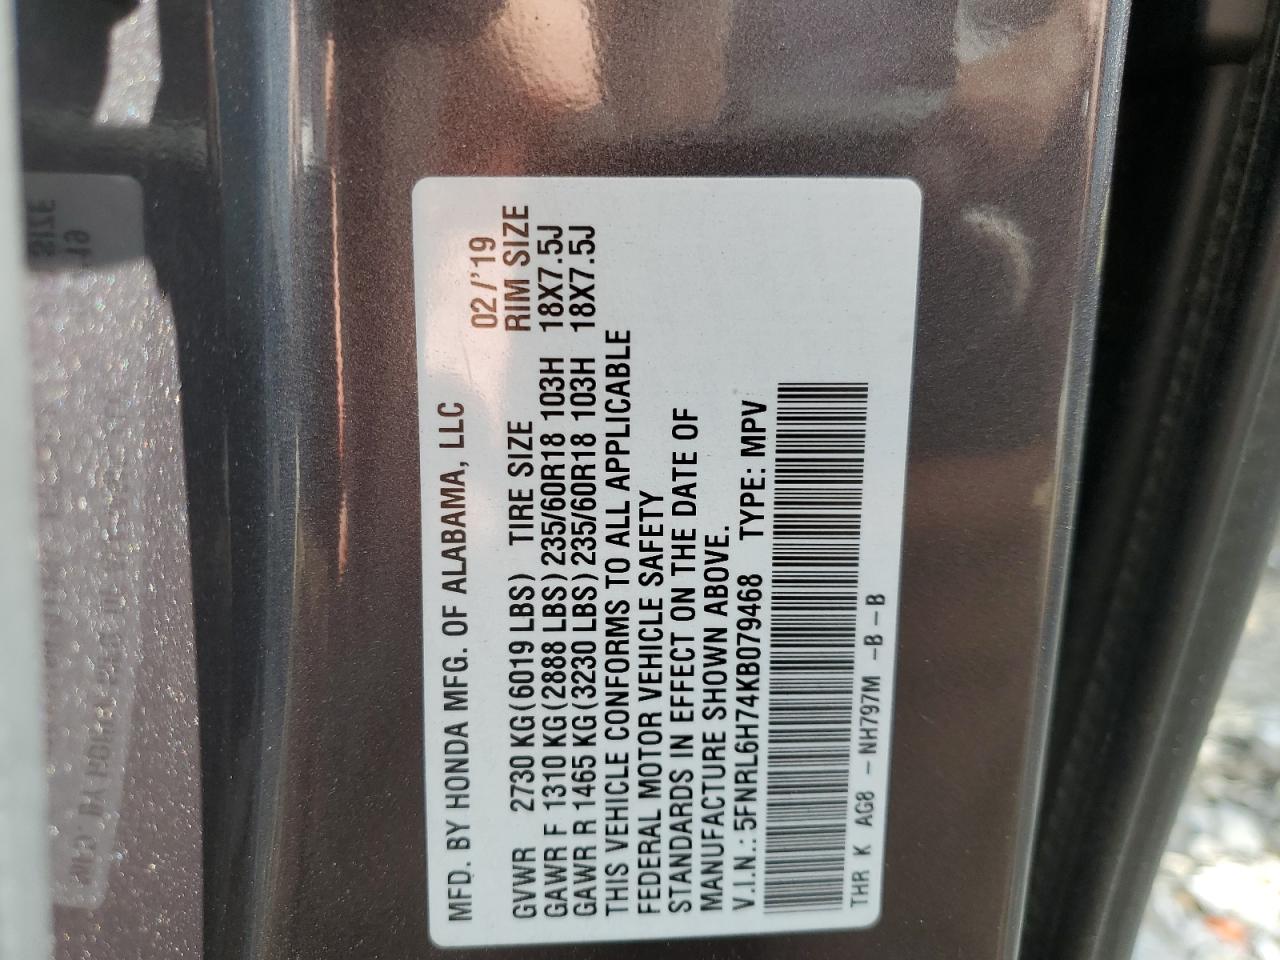 MFD. BY HONDA MFG. OF ALABAMA, LLC
02/'19
GVWR 2730 KG(6019 LBS) TIRE SIZE RIM SIZE
GAWR F 1310 KG(2888 LBS) 235/60R18 103H 18X7.5J
GAWR R 1465 KG(3230 LBS) 235/60R18 103H 18X7.5J
THIS VEHICLE CONFORMS TO ALL APPLICABLE
FEDERAL MOTOR VEHICLE SAFETY
STANDARDS IN EFFECT ON THE DATE OF
MANUFACTURE SHOWN ABOVE.
V.I.N.: 5FNRL6H74KB079468 TYPE: MPV
THR K AG8 -NH797M -B-B